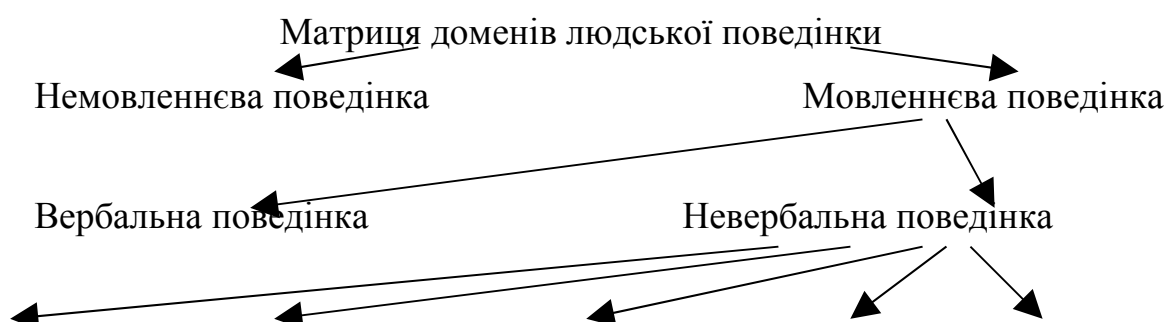 Матриця доменів людської поведінки
Немовленнєва поведінка Мовленнєва поведінка
Вербальна поведінка Невербальна поведінка